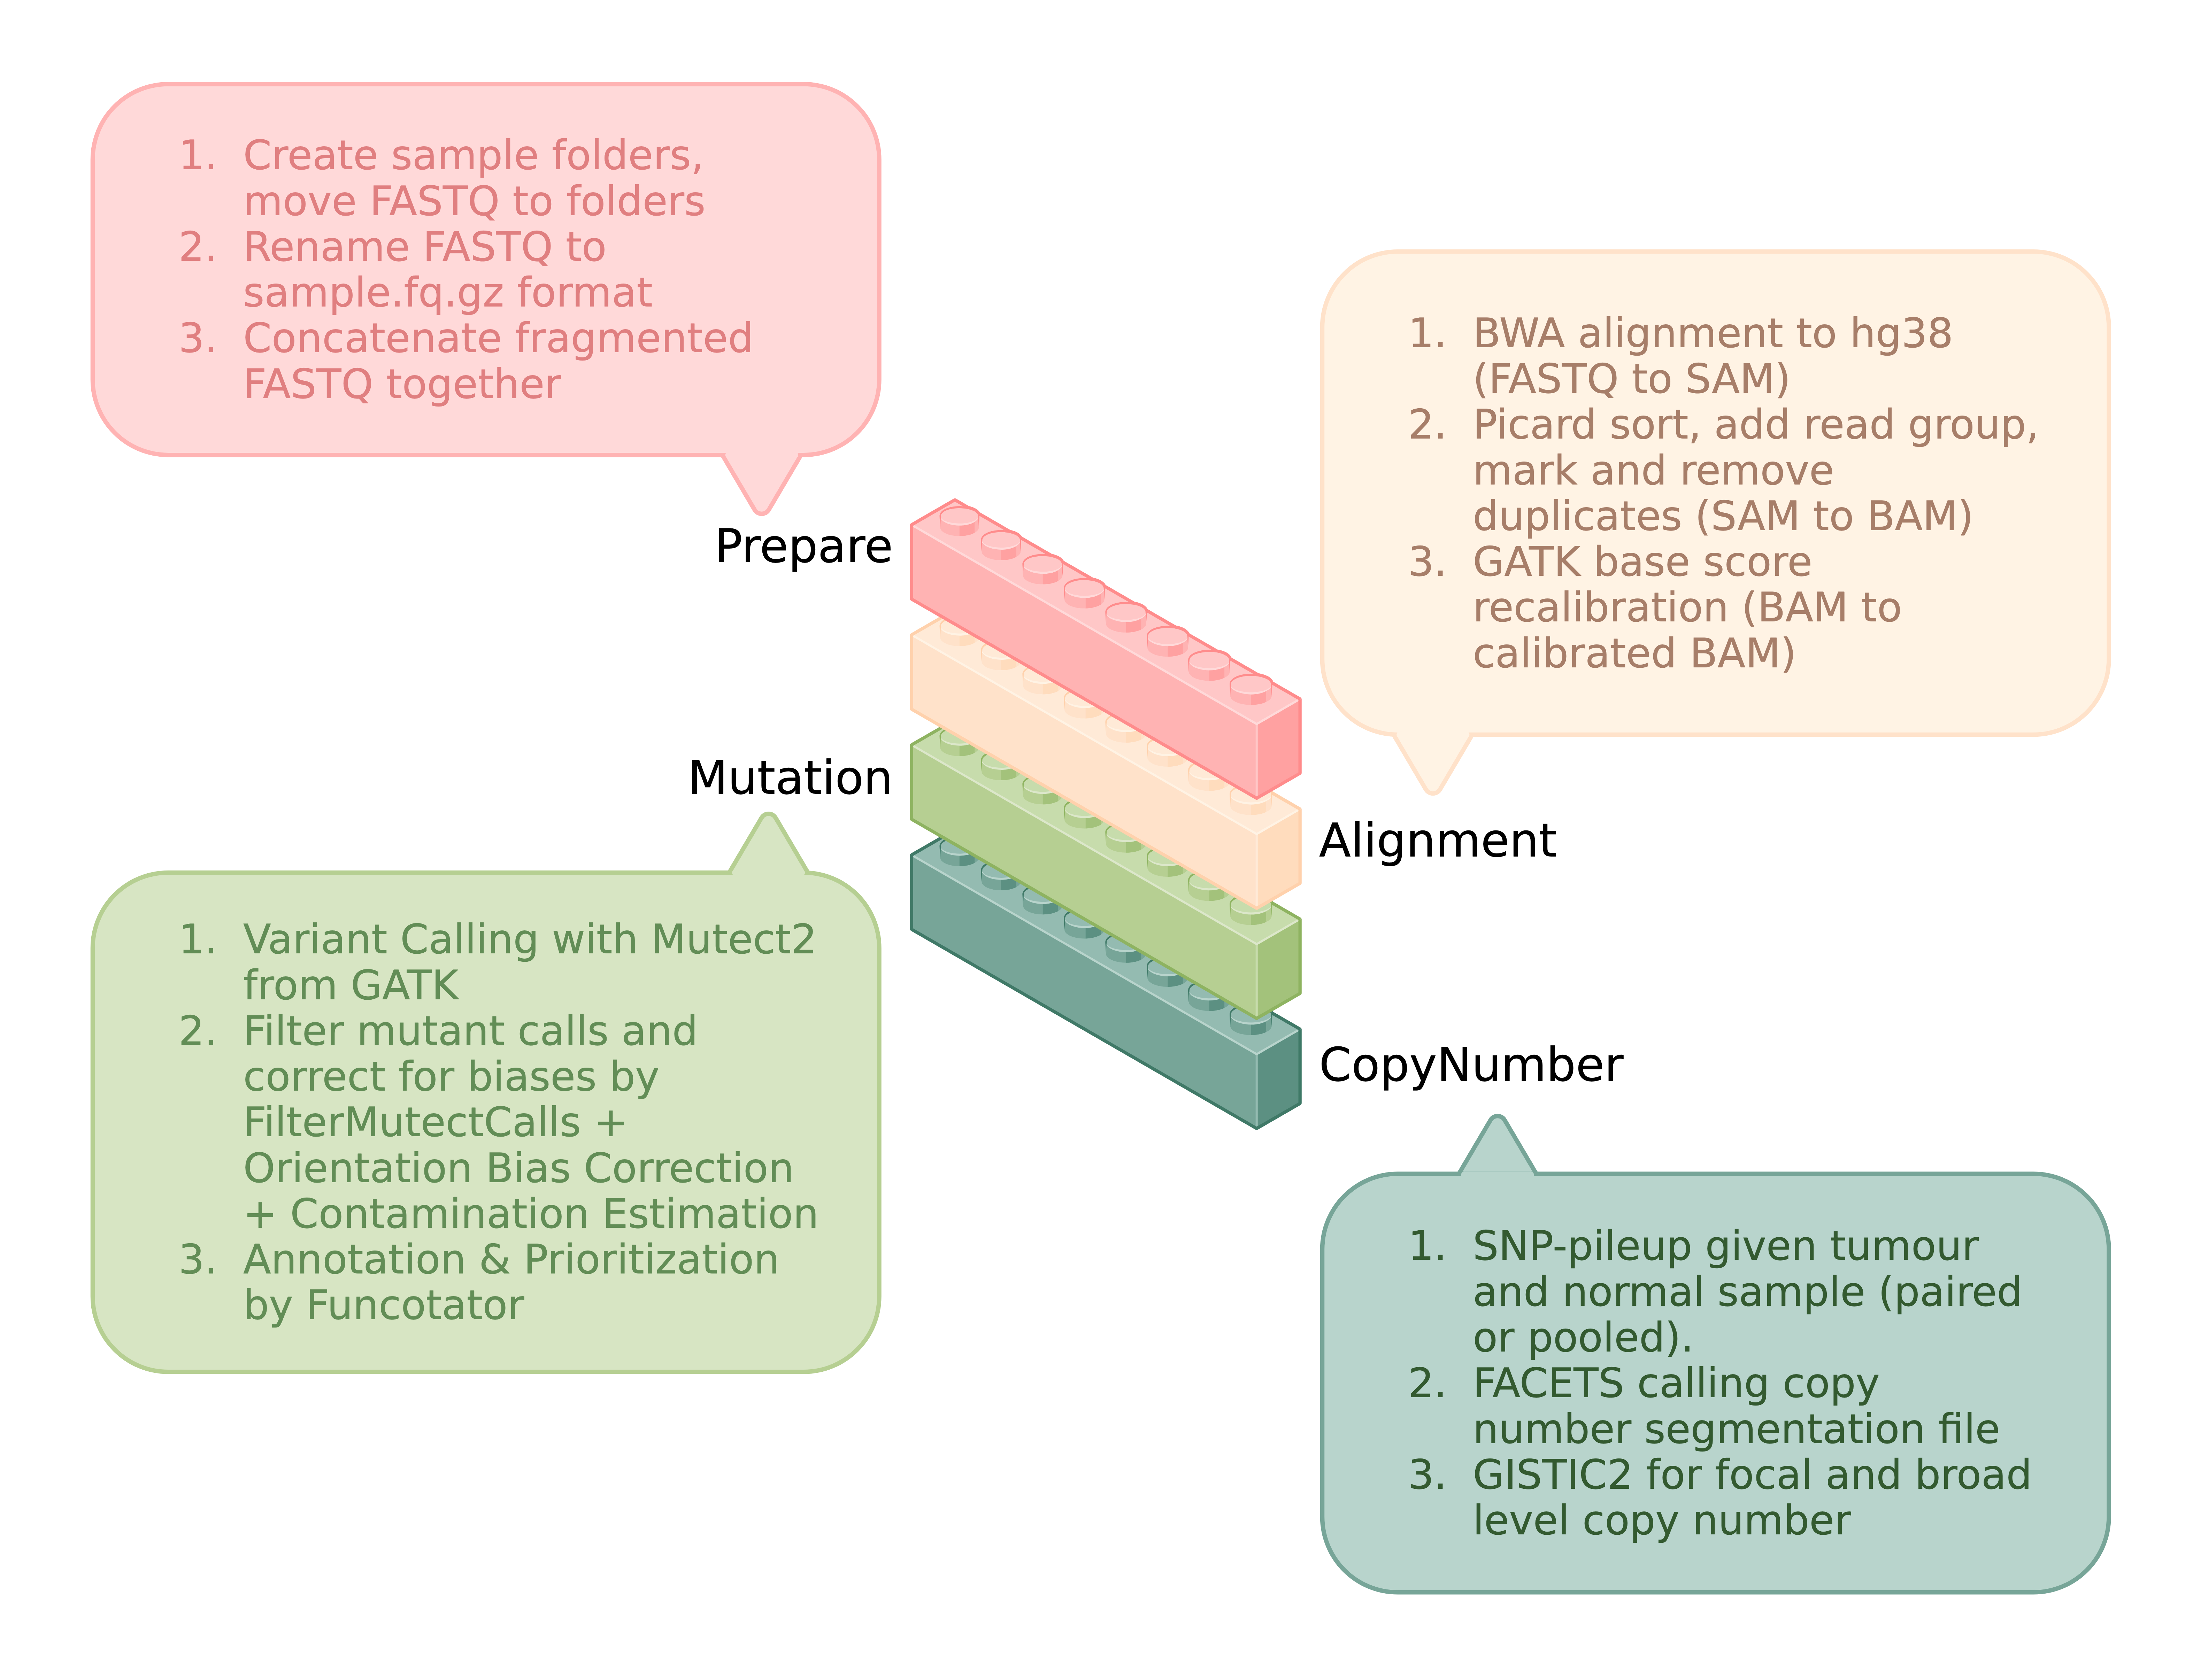 1. Create sample folders,
move FASTQ to folders
2. Rename FASTQ to
sample.fq.gz format
3. Concatenate fragmented
FASTQ together
Prepare
1. BWA alignment to hg38
(FASTQ to SAM)
2. Picard sort, add read group,
mark and remove
duplicates (SAM to BAM)
3. GATK base score
recalibration (BAM to
calibrated BAM)
Alignment
Mutation
1. Variant Calling with Mutect2
from GATK
2. Filter mutant calls and
correct for biases by
FilterMutectCalls +
Orientation Bias Correction
+ Contamination Estimation
3. Annotation & Prioritization
by Funcotator
CopyNumber
1. SNP-pileup given tumour
and normal sample (paired
or pooled).
2. FACETS calling copy
number segmentation file
3. GISTIC2 for focal and broad
level copy number